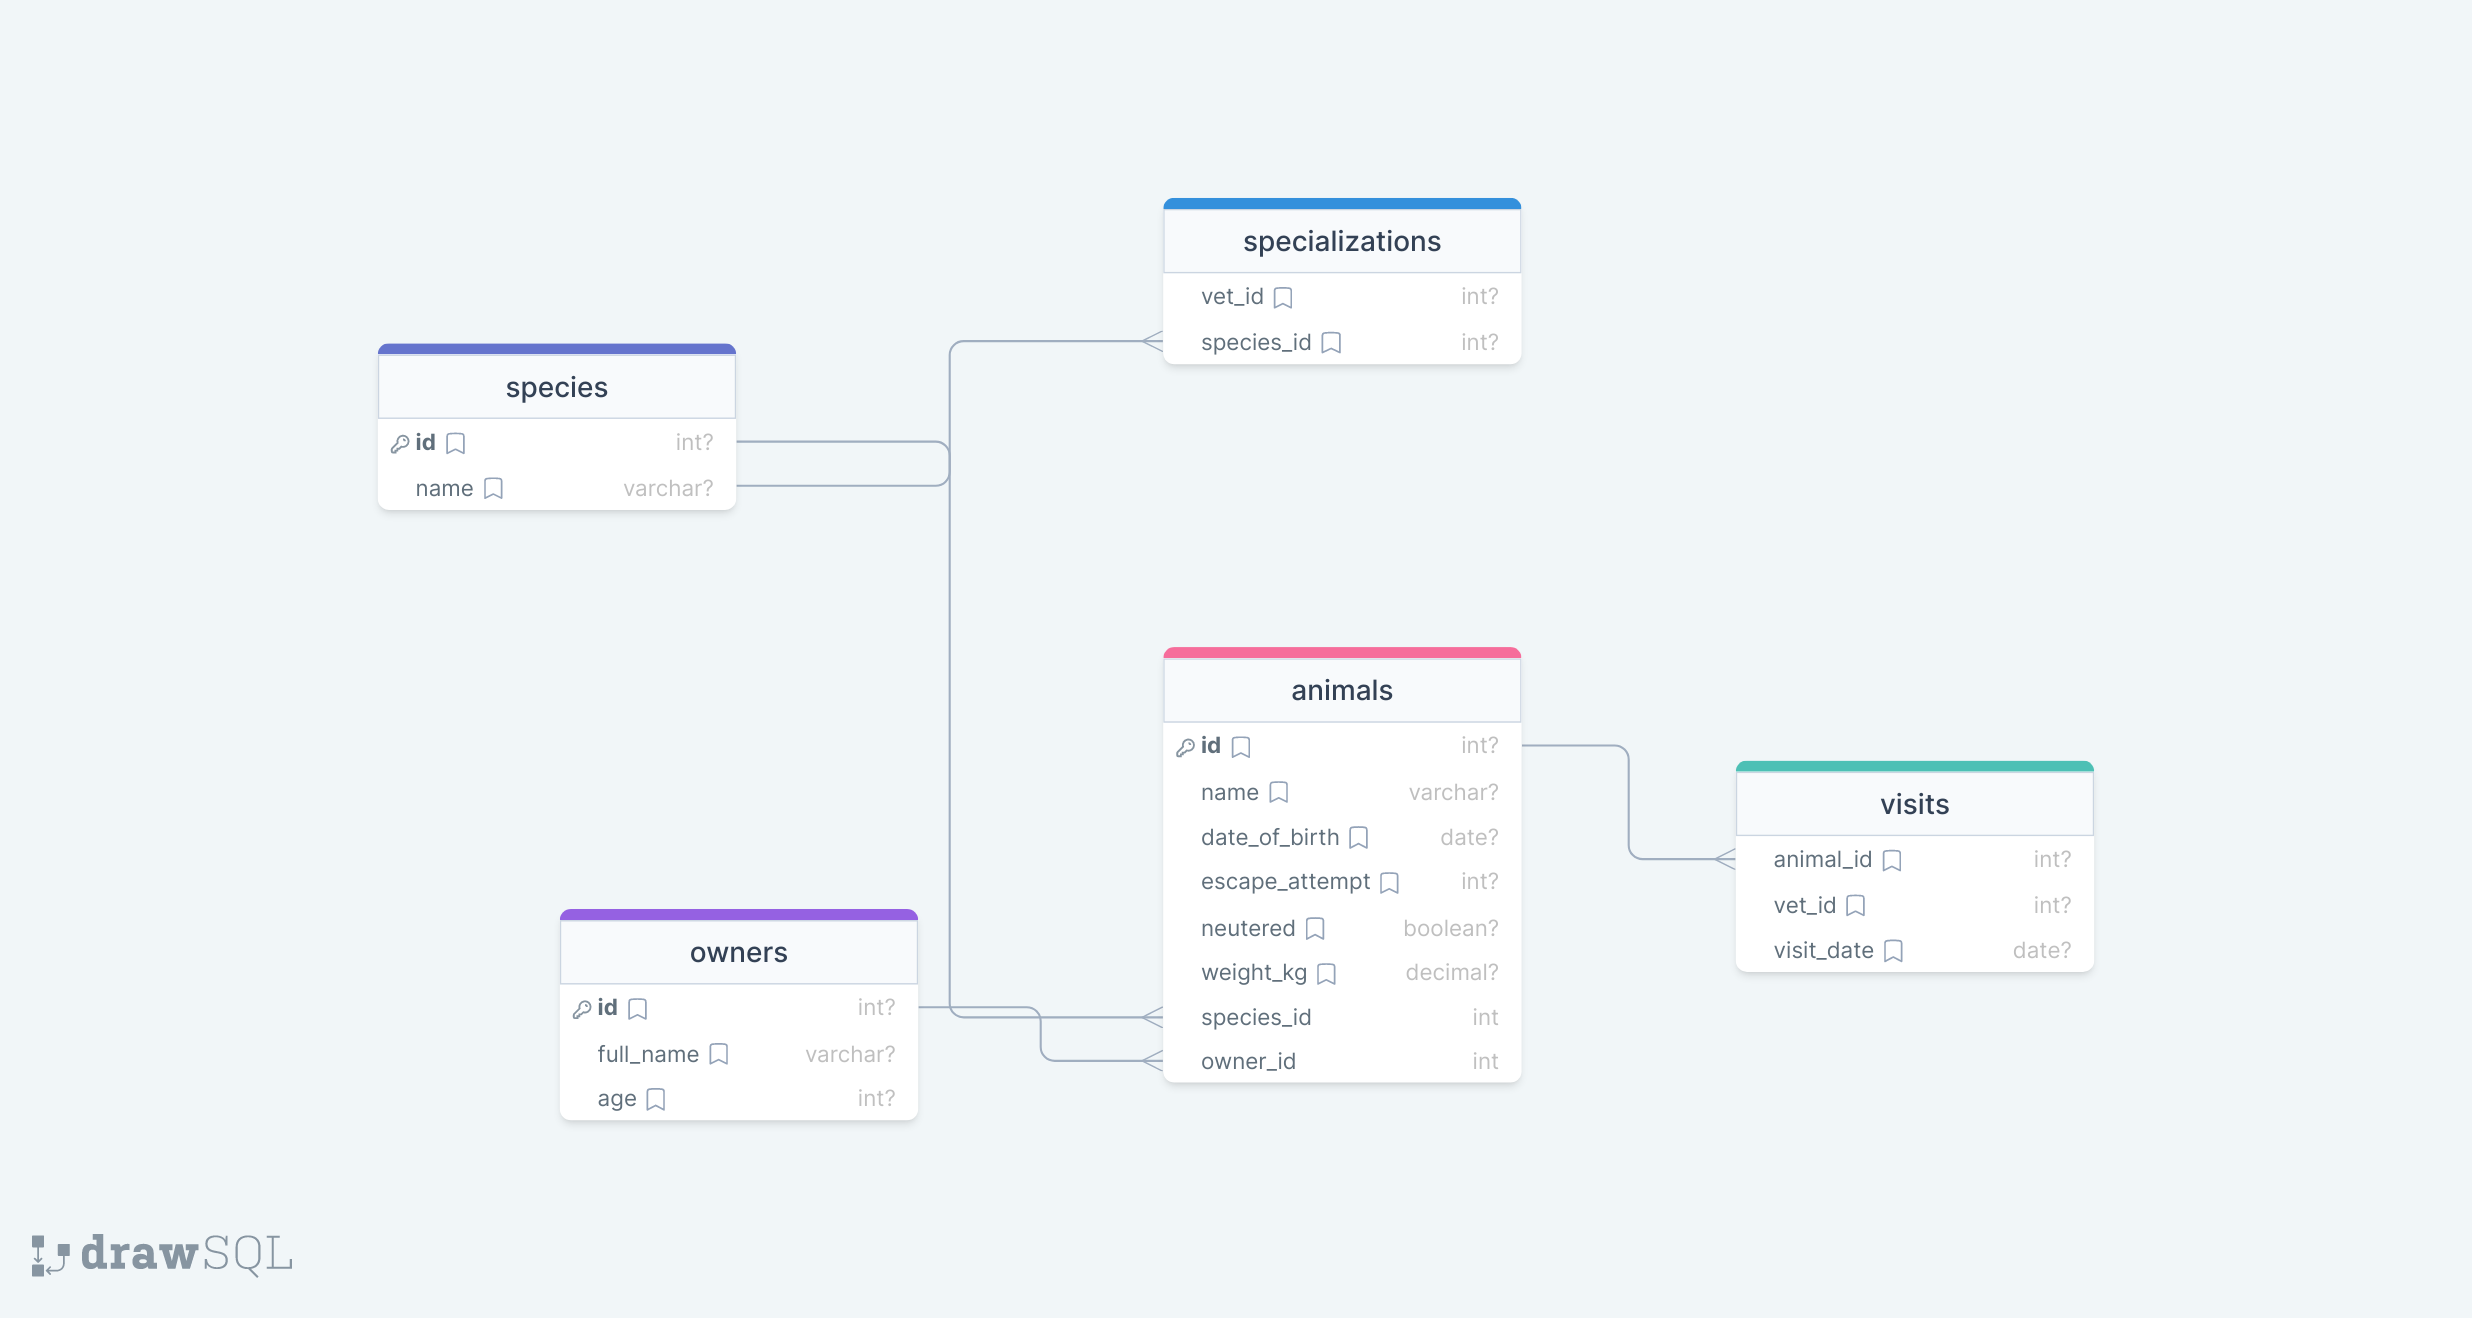 specializations
vet_id int?
species_id int?
species
id int?
name varchar?
animals
id int?
name varchar?
date_of_birth date?
escape_attempt int?
neutered boolean?
weight_kg decimal?
species_id int
owner_id int
visits
animal_id int?
vet_id int?
visit_date date?
owners
id int?
full_name varchar?
age int?
drawSQL